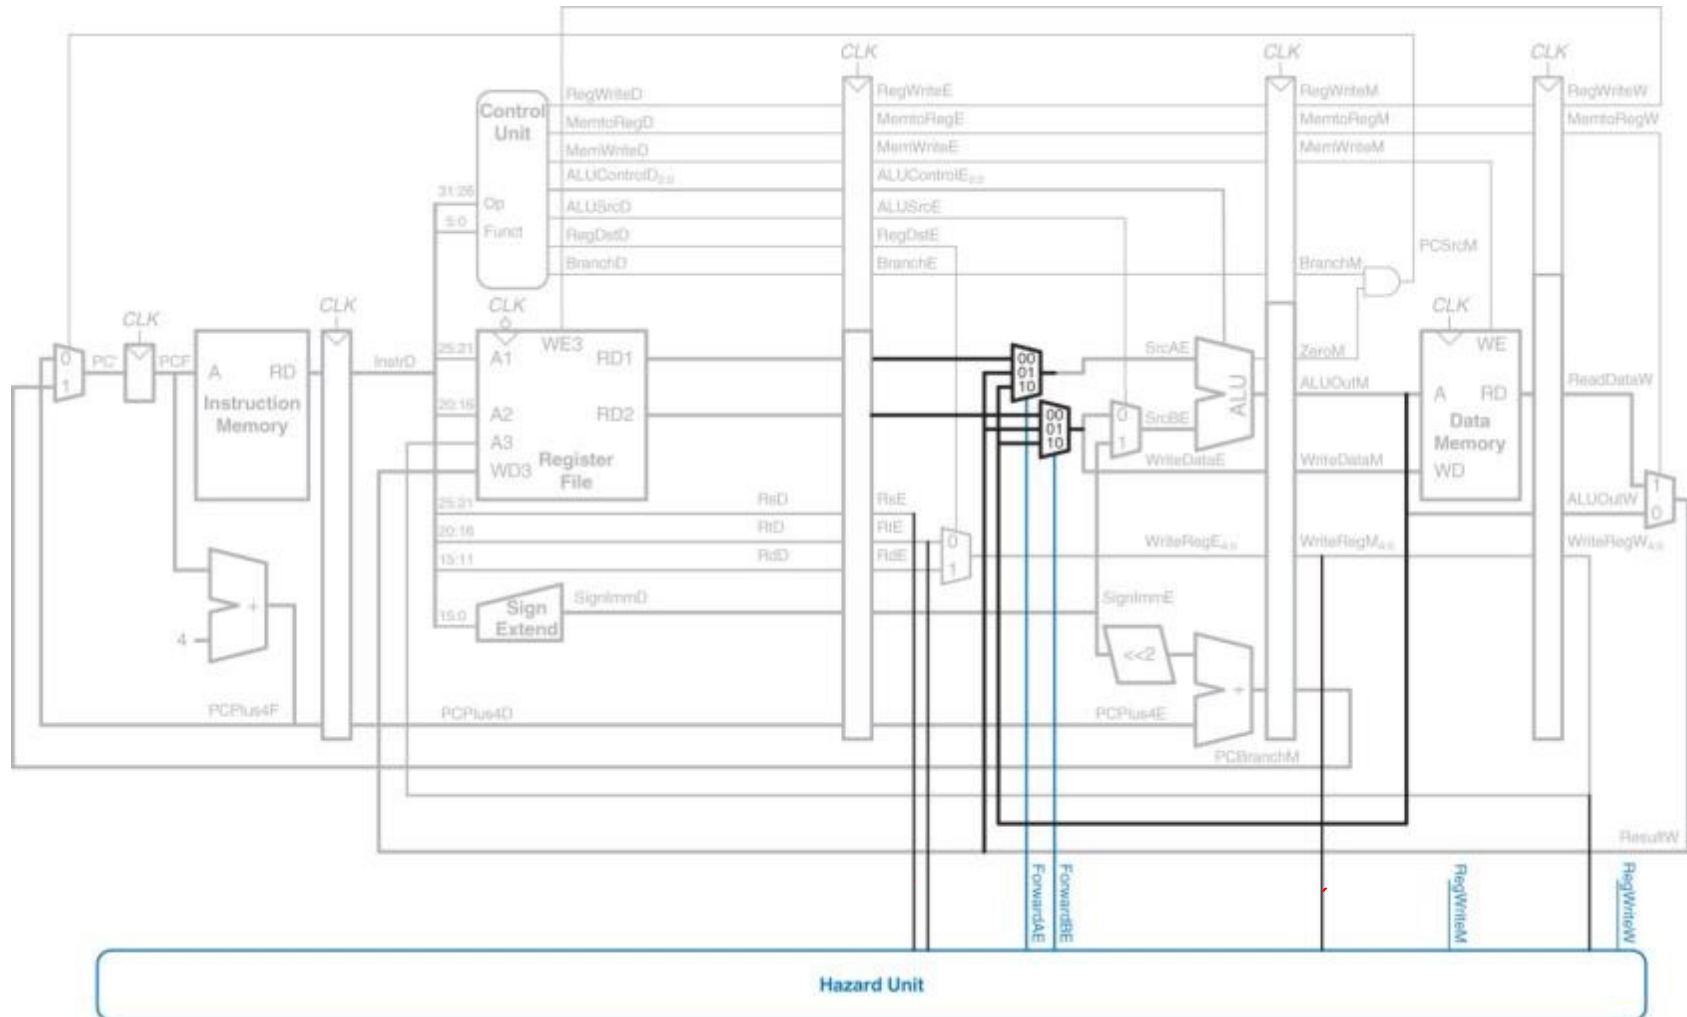 CLK CLK CLK
RegWriteD RegWriteE RegWriteM RegWriteW
Control Unit
MemtoRegD MemtoRegE MemtoRegM MemtoRegW
MemWriteD MemWriteE MemWriteM
ALUControlD2:0 ALUControlE2:0
31:26 Op ALUSrcD ALUSrcE
5:0 Funct RegDstD RegDstE PCSrcM
BranchD BranchE BranchM
CLK CLK CLK CLK
0 PC' PCF A RD InstrD 25:21 A1 WE3 RD1 00 SrcAE ZeroM WE
1 01
10 ALU ALUOutM A RD ReadDataW
Instruction Memory 20:16 A2 RD2 00 0 SrcBE Data Memory
A3 01
10 1
WD3 Register File WriteDataE WriteDataM WD
25:21 RsD RsE 1 ALUOutW
0
20:16 RtD RtE 0 WriteRegE4:0 WriteRegM4:0 WriteRegW4:0
15:11 RdD RdE 1
SignImmD SignImmE
15:0 Sign Extend
+
4 <<2
+
PCPlus4F PCPlus4D PCPlus4E
PCBranchM
ResultW
ForwardAE ForwardBE RegWriteM RegWriteW
Hazard Unit